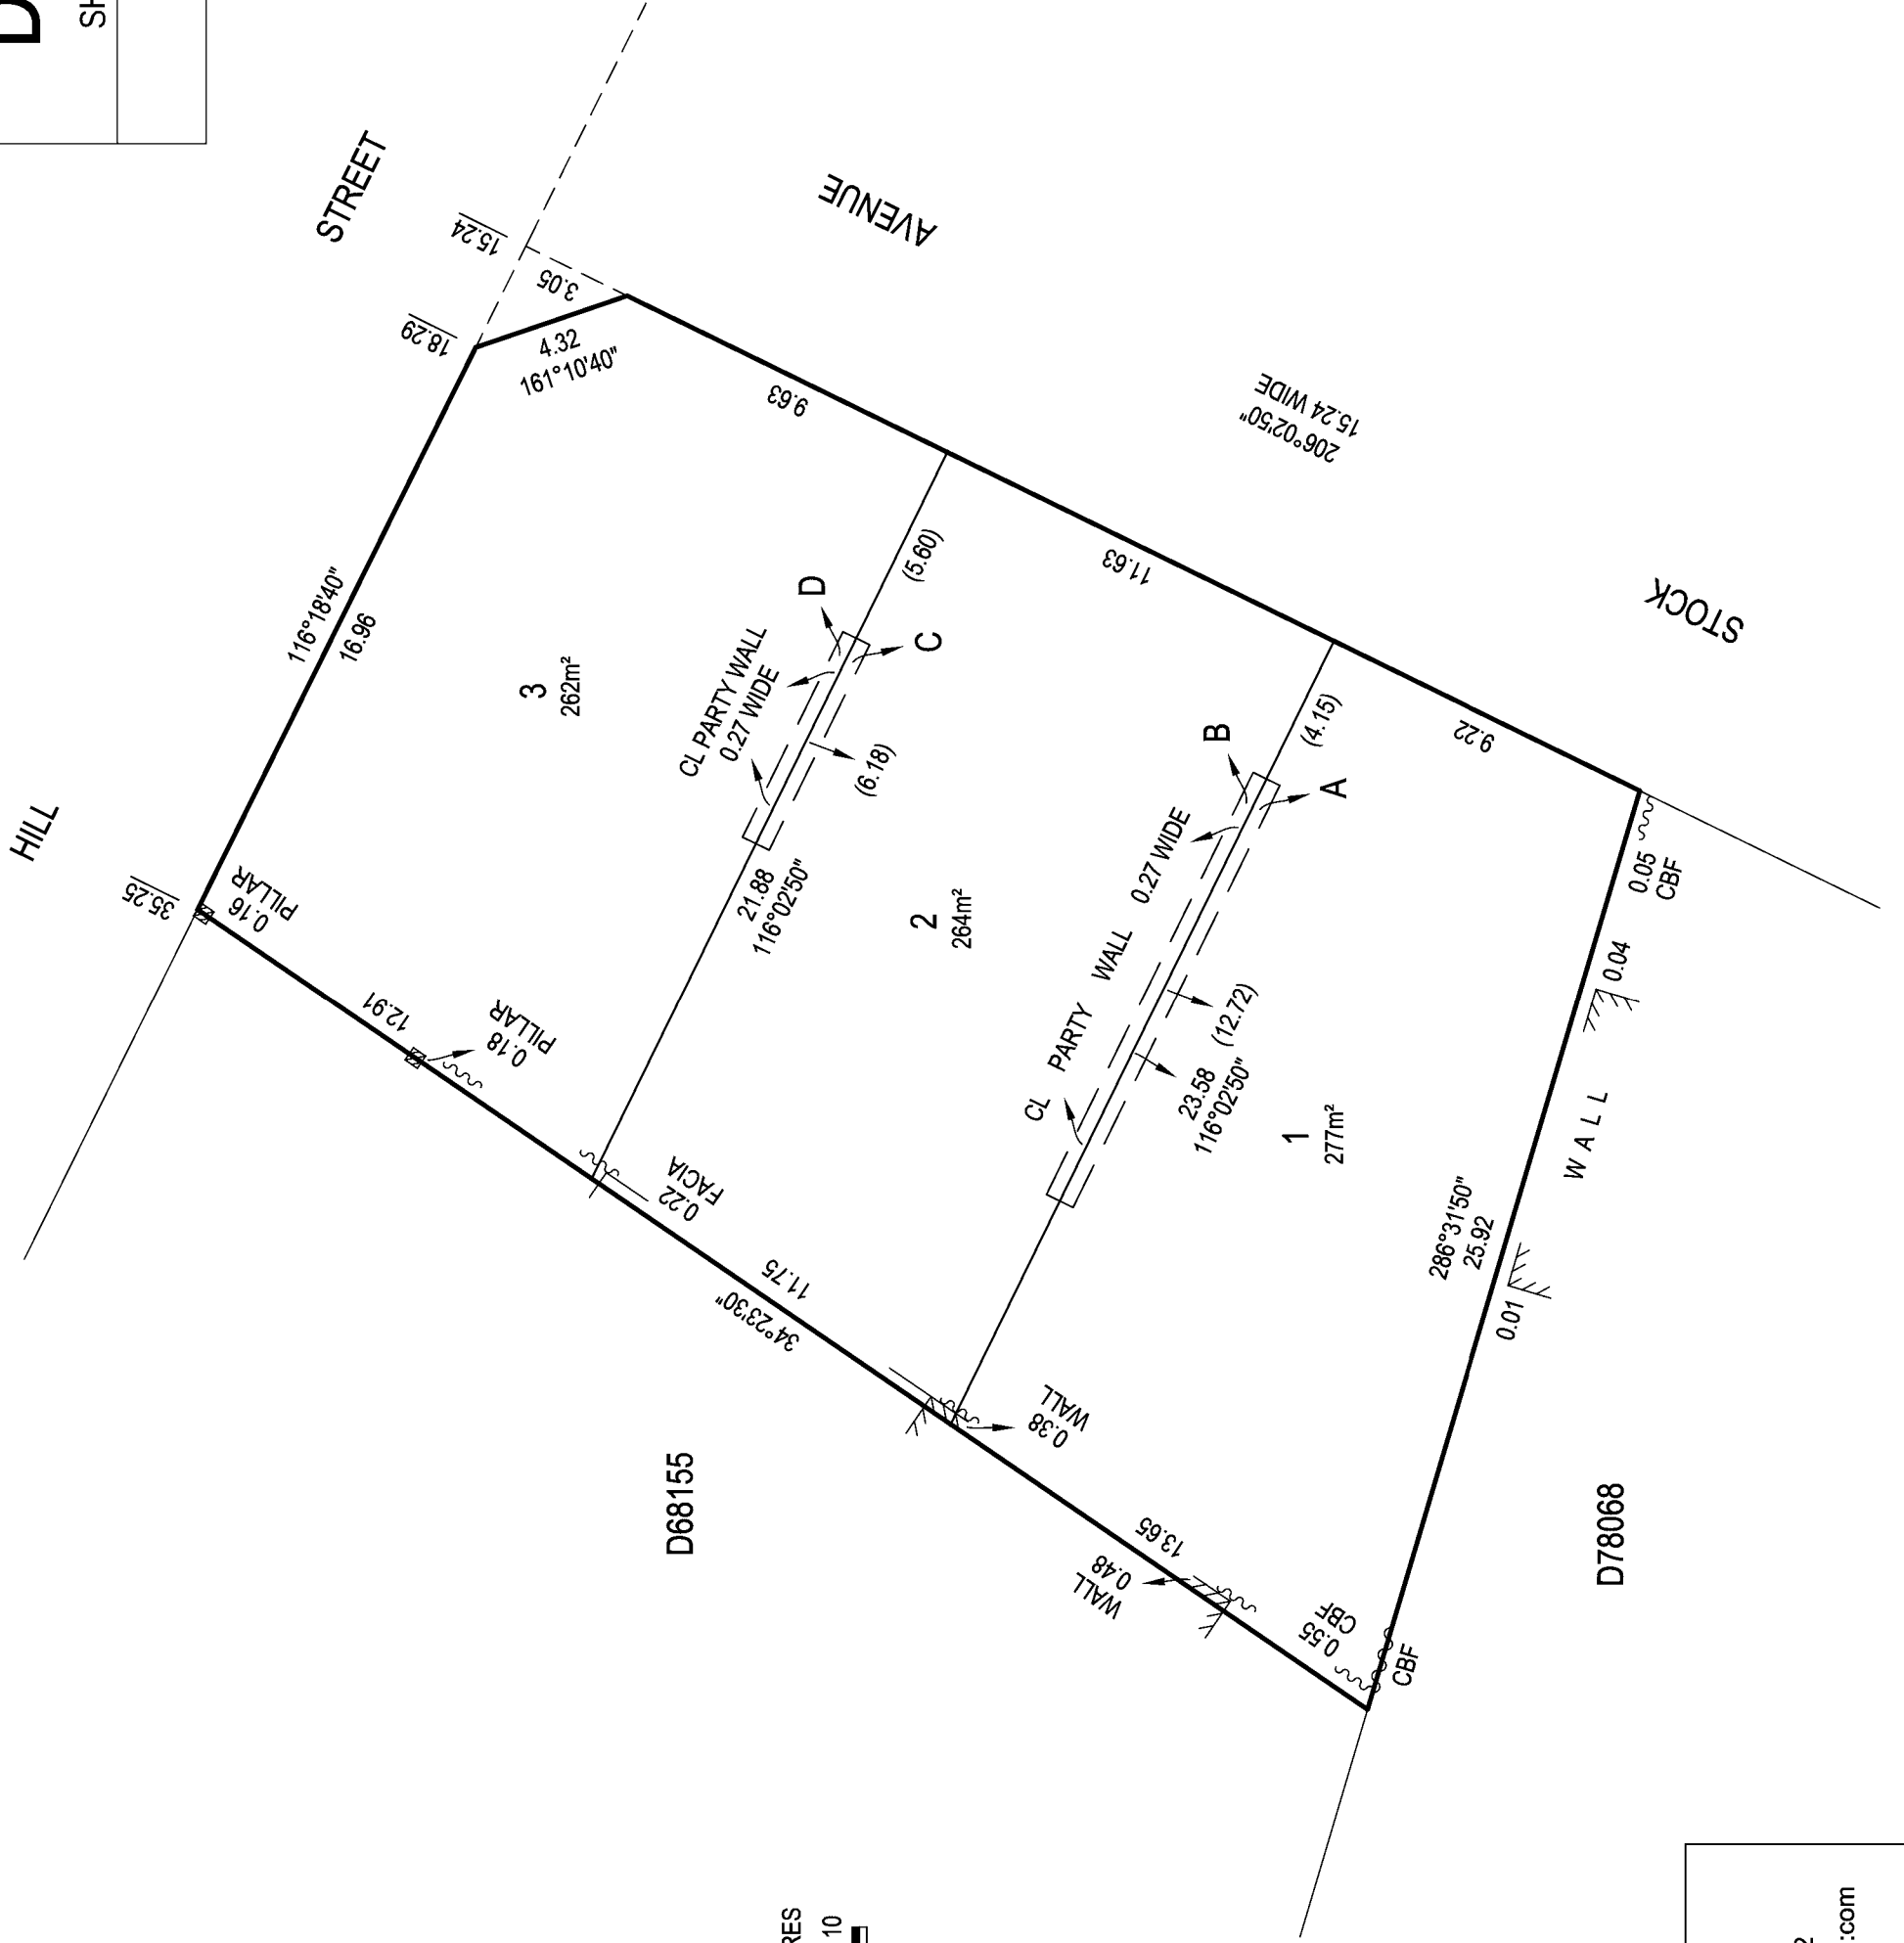 D
SH
STREET
AVENUE
15.24
3.05
18.29
4.32
161°10'40"
9.63
206°02'50"
15.24 WIDE
116°18'40"
16.96
HILL
35.25
0.16
PILLAR
12.91
0.18
PILLAR
3
262m²
CL PARTY WALL
0.27 WIDE
D
C
(5.60)
(6.18)
21.88
116°02'50"
11.63
STOCK
2
264m²
0.22
FACIA
11.75
34°23'30"
CL PARTY WALL 0.27 WIDE
B
A
(4.15)
(12.72)
23.58
116°02'50"
9.22
1
277m²
0.05
CBF
0.04
WALL
0.01
286°31'50"
25.92
0.38
WALL
13.65
WALL
0.48
0.55
CBF
CBF
D68155
D78068
RES
10
2
:com